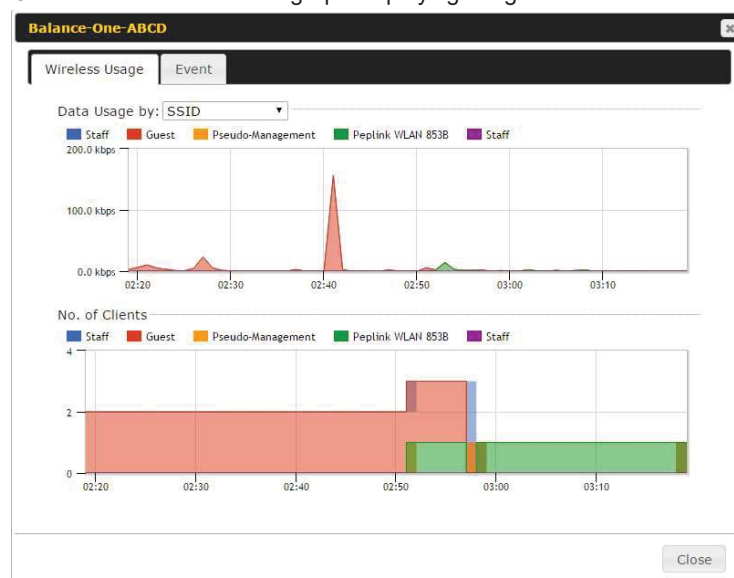 Balance-One-ABCD
Wireless Usage Event
Data Usage by: SSID
Staff Guest Pseudo-Management Peplink WLAN 853B Staff
200.0 kbps
100.0 kbps
0.0 kbps
02:20 02:30 02:40 02:50 03:00 03:10
No. of Clients
Staff Guest Pseudo-Management Peplink WLAN 853B Staff
4
2
0
02:20 02:30 02:40 02:50 03:00 03:10
Close